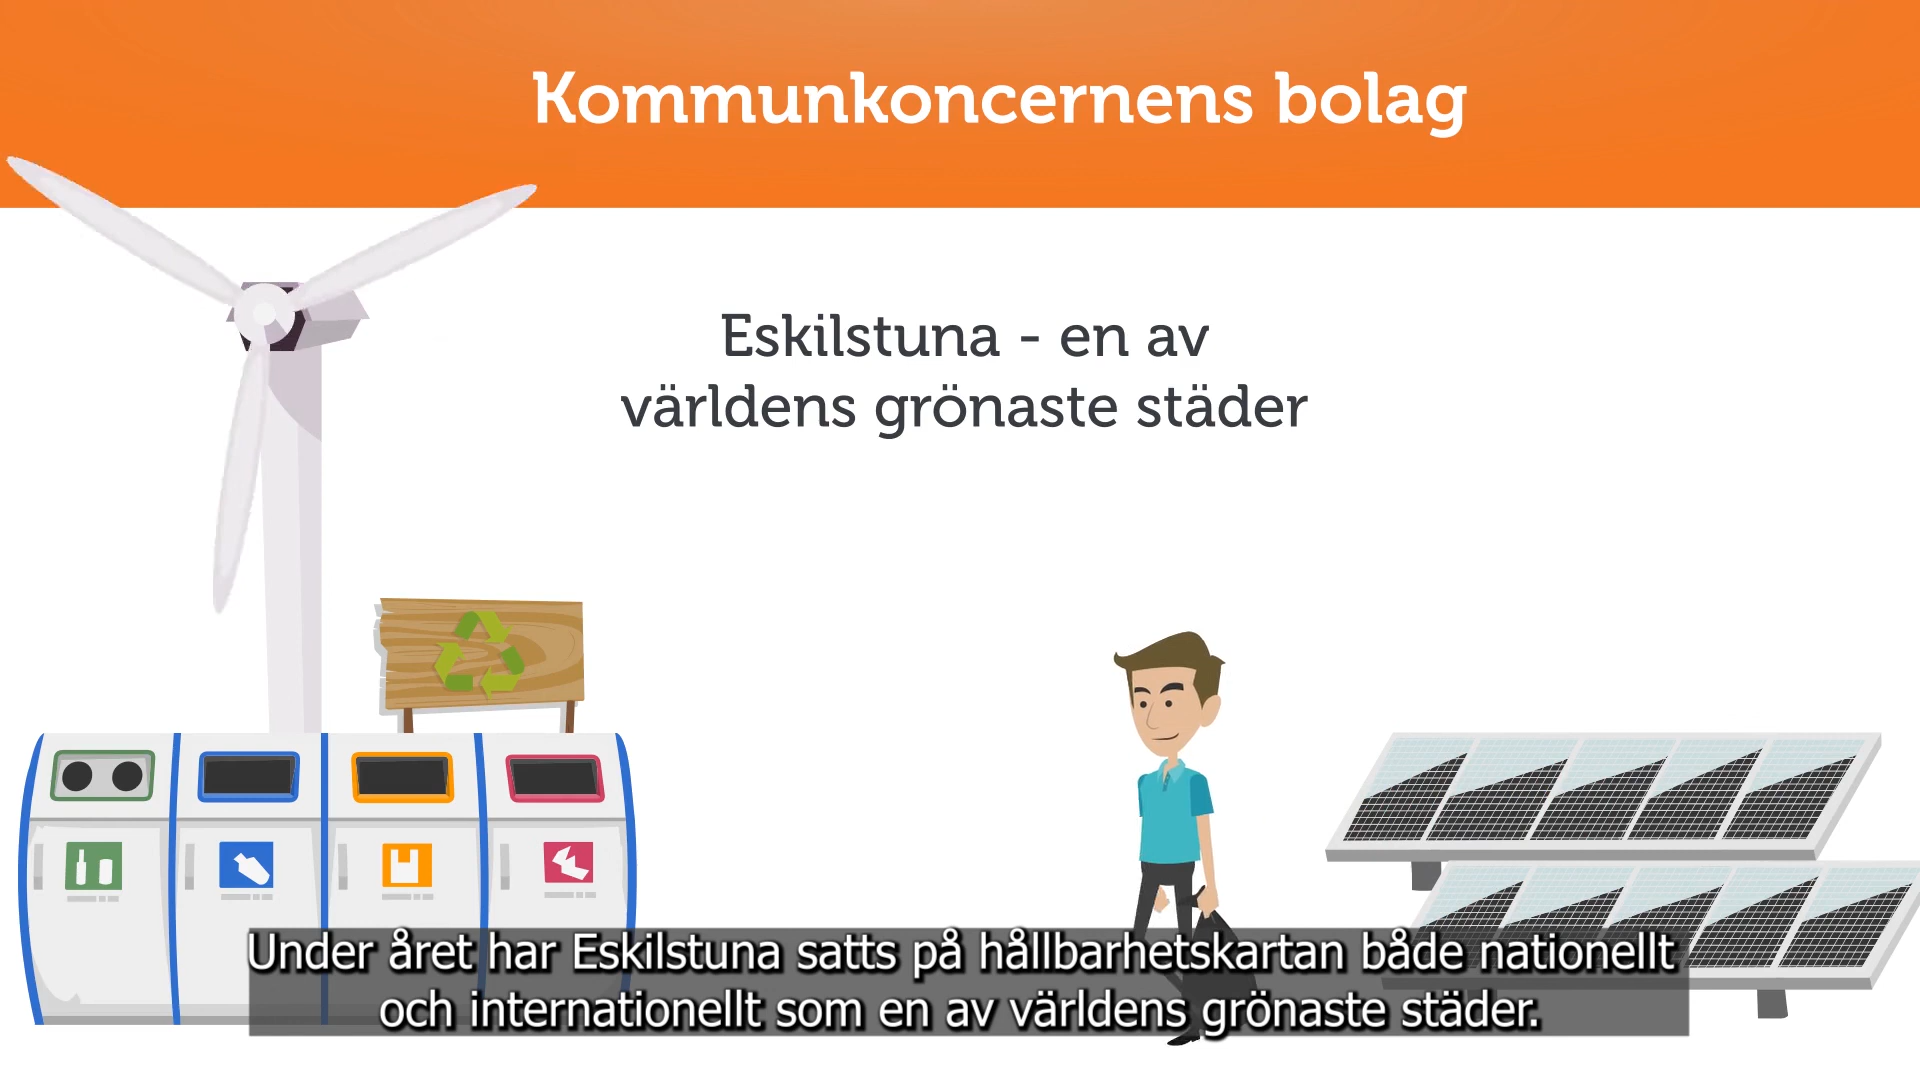 Kommunkoncernens bolag
Eskilstuna - en av
världens grönaste städer
Under året har Eskilstuna satts på hållbarhetskartan både nationellt
och internationellt som en av världens grönaste städer.